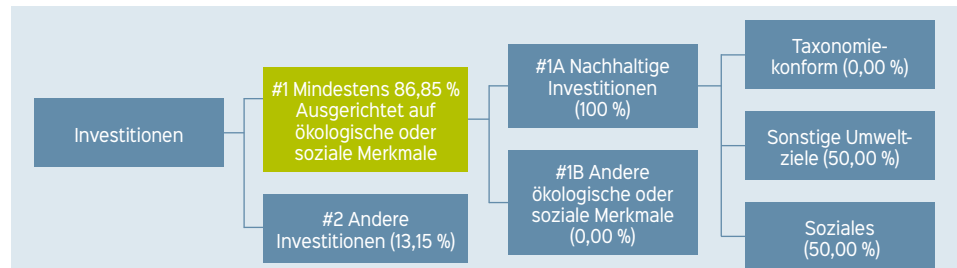 Investitionen
#1 Mindestens 86,85 %
Ausgerichtet auf
ökologische oder
soziale Merkmale
#2 Andere
Investitionen (13,15 %)
#1A Nachhaltige
Investitionen
(100 %)
#1B Andere
ökologische oder
soziale Merkmale
(0,00 %)
Taxonomie-
konform (0,00 %)
Sonstige Umwelt-
ziele (50,00 %)
Soziales
(50,00 %)